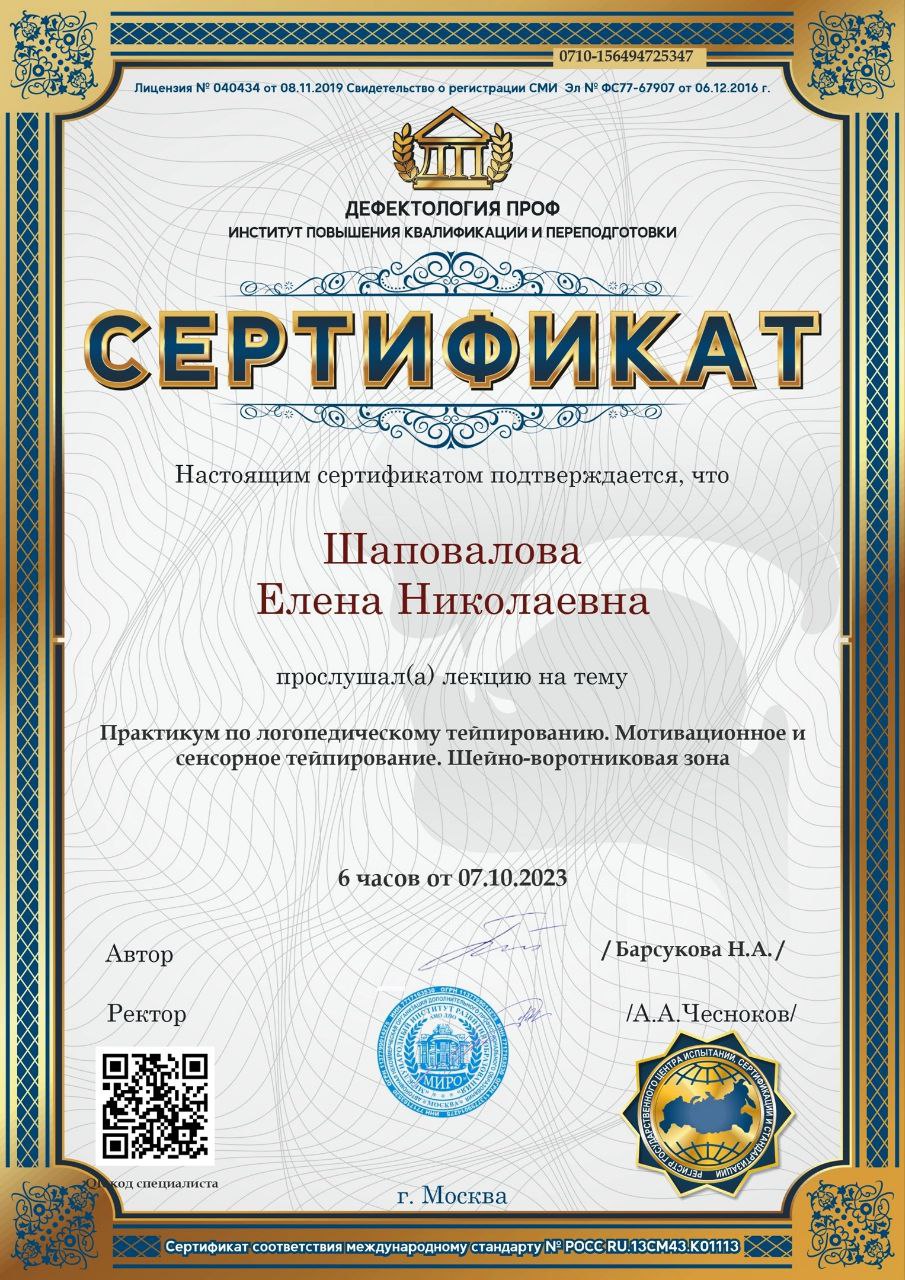 0710-156494725347
Лицензия № 040434 от 08.11.2019 Свидетельство о регистрации СМИ Эл № ФС77-67907 от 06.12.2016 г.
ДП
ДЕФЕКТОЛОГИЯ ПРОФ
ИНСТИТУТ ПОВЫШЕНИЯ КВАЛИФИКАЦИИ И ПЕРЕПОДГОТОВКИ
СЕРТИФИКАТ
Настоящим сертификатом подтверждается, что
Шаповалова
Елена Николаевна
прослушал(а) лекцию на тему
Практикум по логопедическому тейпированию. Мотивационное и
сенсорное тейпирование. Шейно-воротниковая зона
6 часов от 07.10.2023
Автор
/ Барсукова Н.А. /
Ректор
/А.А.Чесноков/
МИРО
МОСКВА
РЕГИСТР ГОСУДАРСТВЕННОГО ЦЕНТРА ИСПЫТАНИЙ, СЕРТИФИКАЦИИ И СТАНДАРТИЗАЦИИ
QR-код специалиста
г. Москва
Сертификат соответствия международному стандарту № РОСС RU.13СМ43.К01113